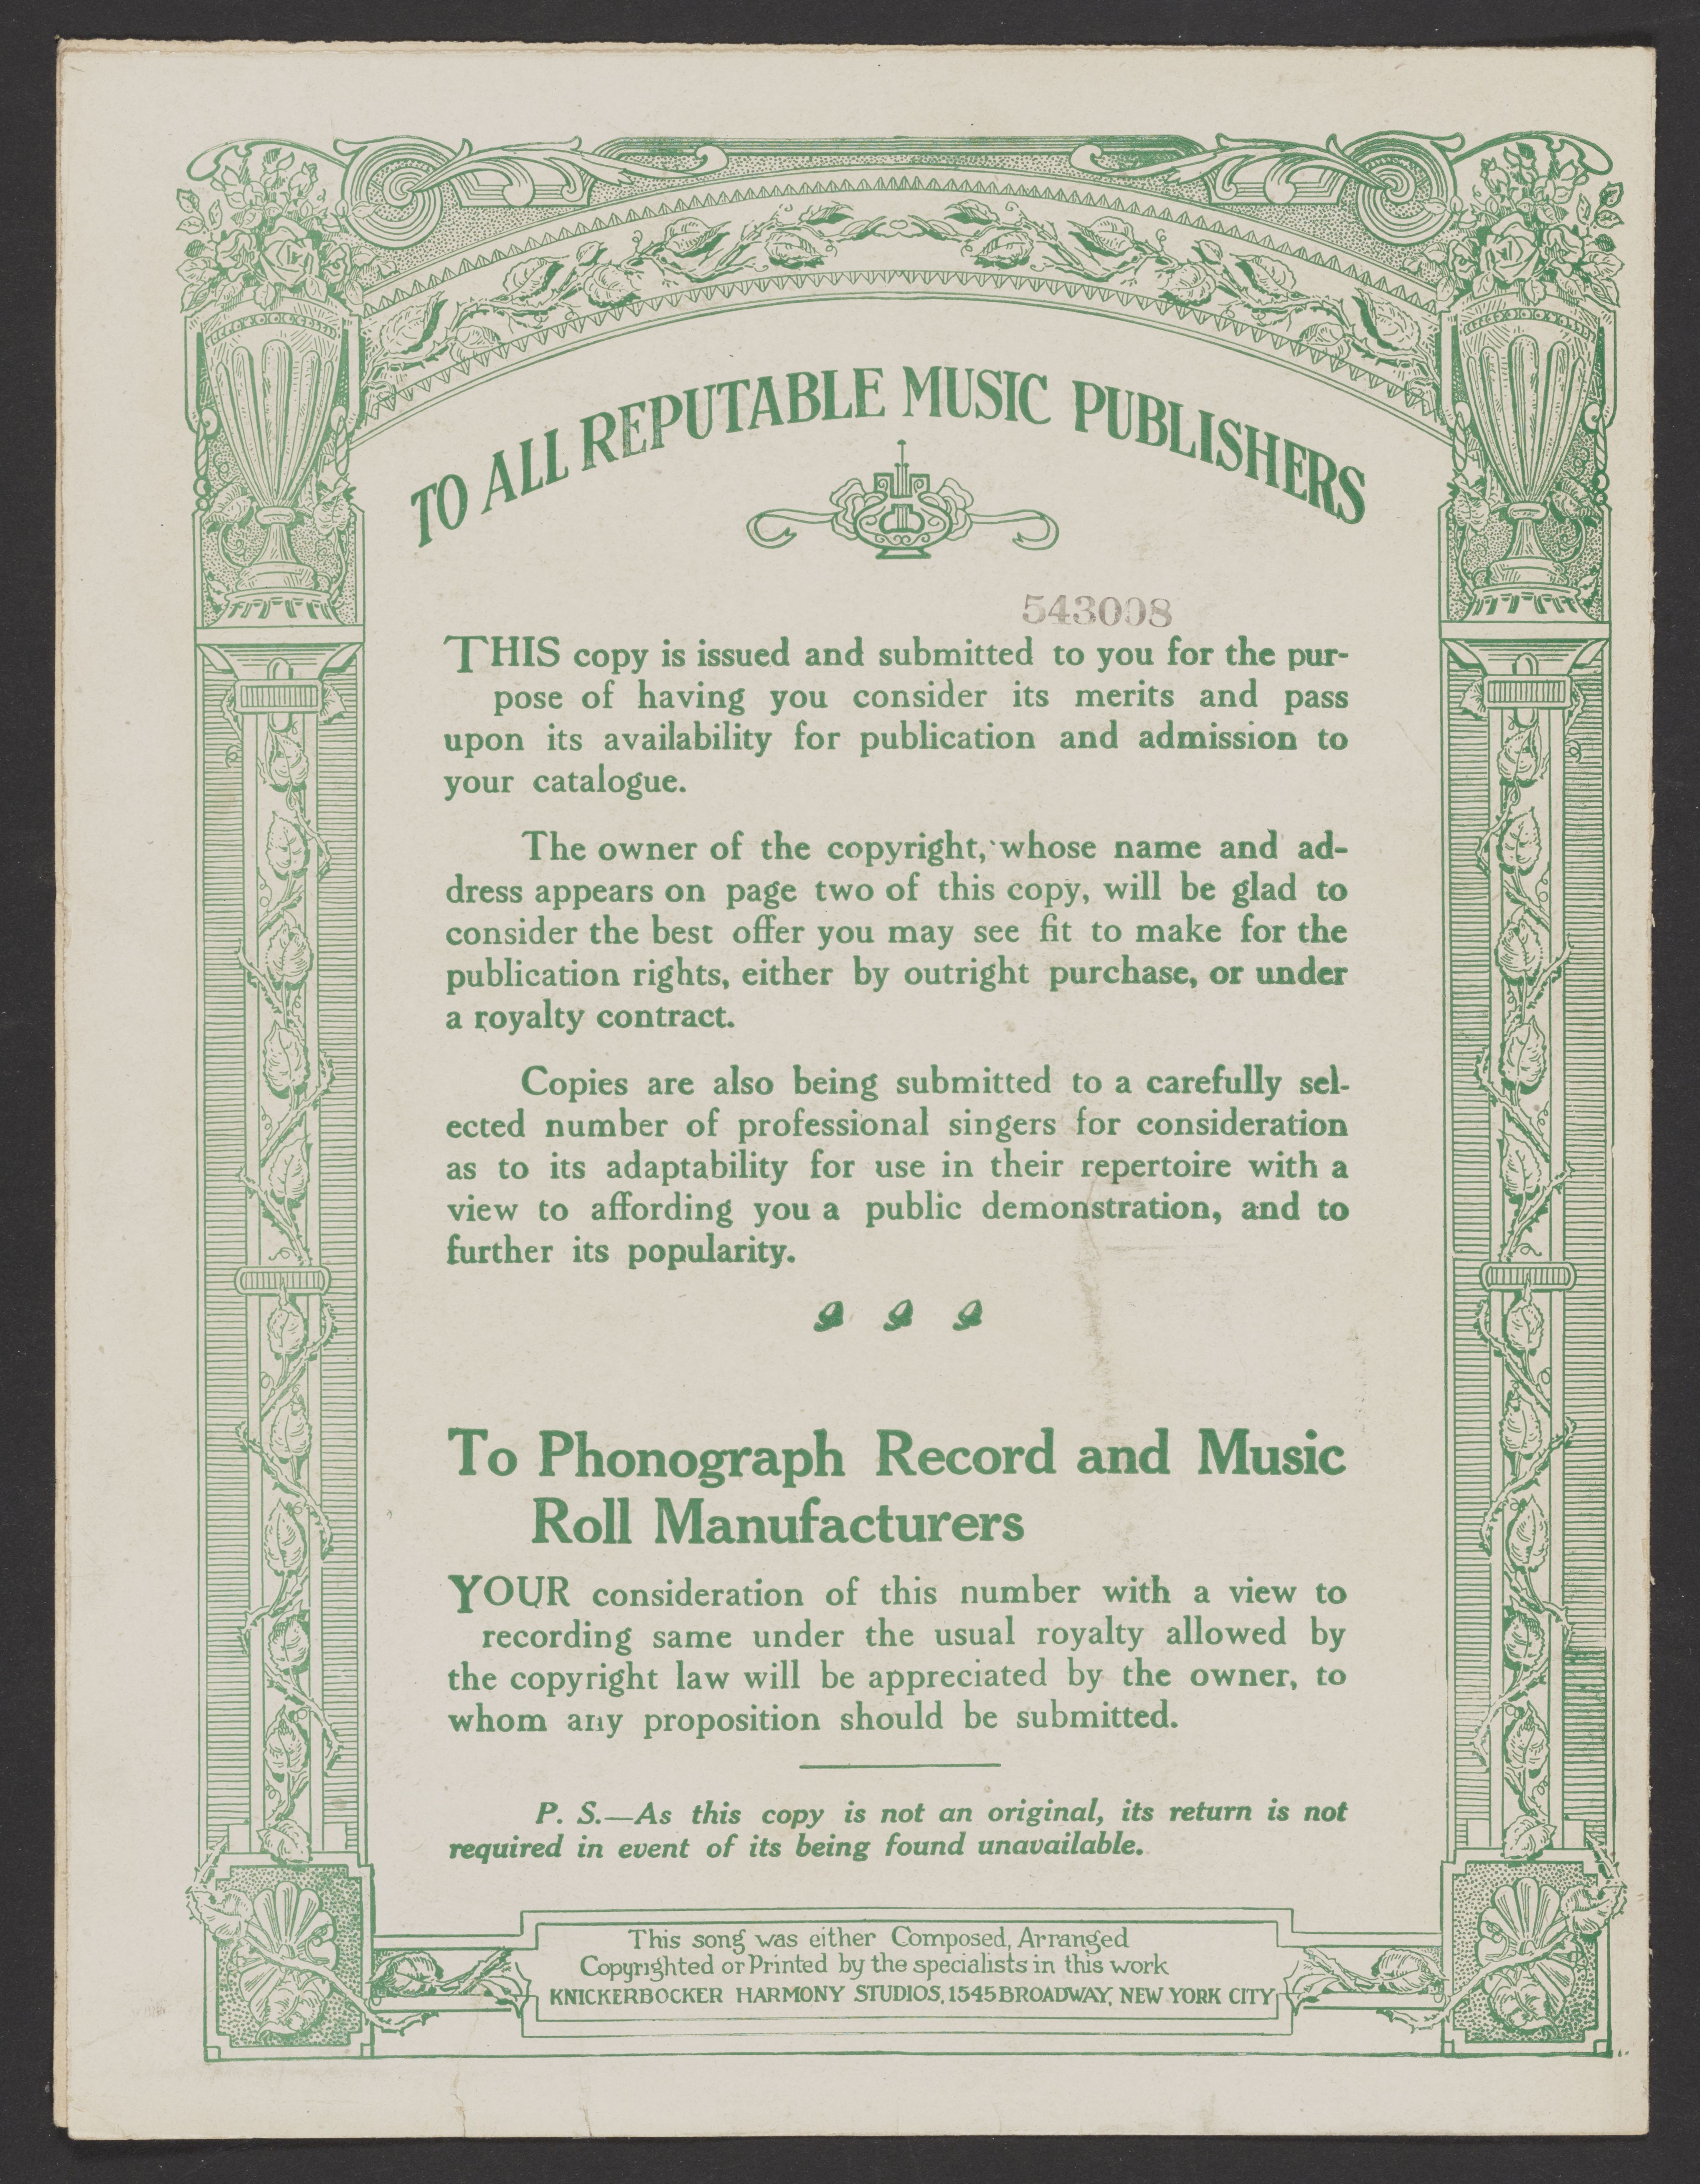 TO ALL REPUTABLE MUSIC PUBLISHERS
543008
THIS copy is issued and submitted to you for the pur-
pose of having you consider its merits and pass
upon its availability for publication and admission to
your catalogue.
The owner of the copyright, whose name and ad-
dress appears on page two of this copy, will be glad to
consider the best offer you may see fit to make for the
publication rights, either by outright purchase, or under
a royalty contract.
Copies are also being submitted to a carefully sel-
ected number of professional singers for consideration
as to its adaptability for use in their repertoire with a
view to affording you a public demonstration, and to
further its popularity.
To Phonograph Record and Music
Roll Manufacturers
YOUR consideration of this number with a view to
recording same under the usual royalty allowed by
the copyright law will be appreciated by the owner, to
whom any proposition should be submitted.
P. S.—As this copy is not an original, its return is not
required in event of its being found unavailable.
This song was either Composed, Arranged
Copyrighted or Printed by the specialists in this work
KNICKERBOCKER HARMONY STUDIOS, 1545 BROADWAY, NEW YORK CITY